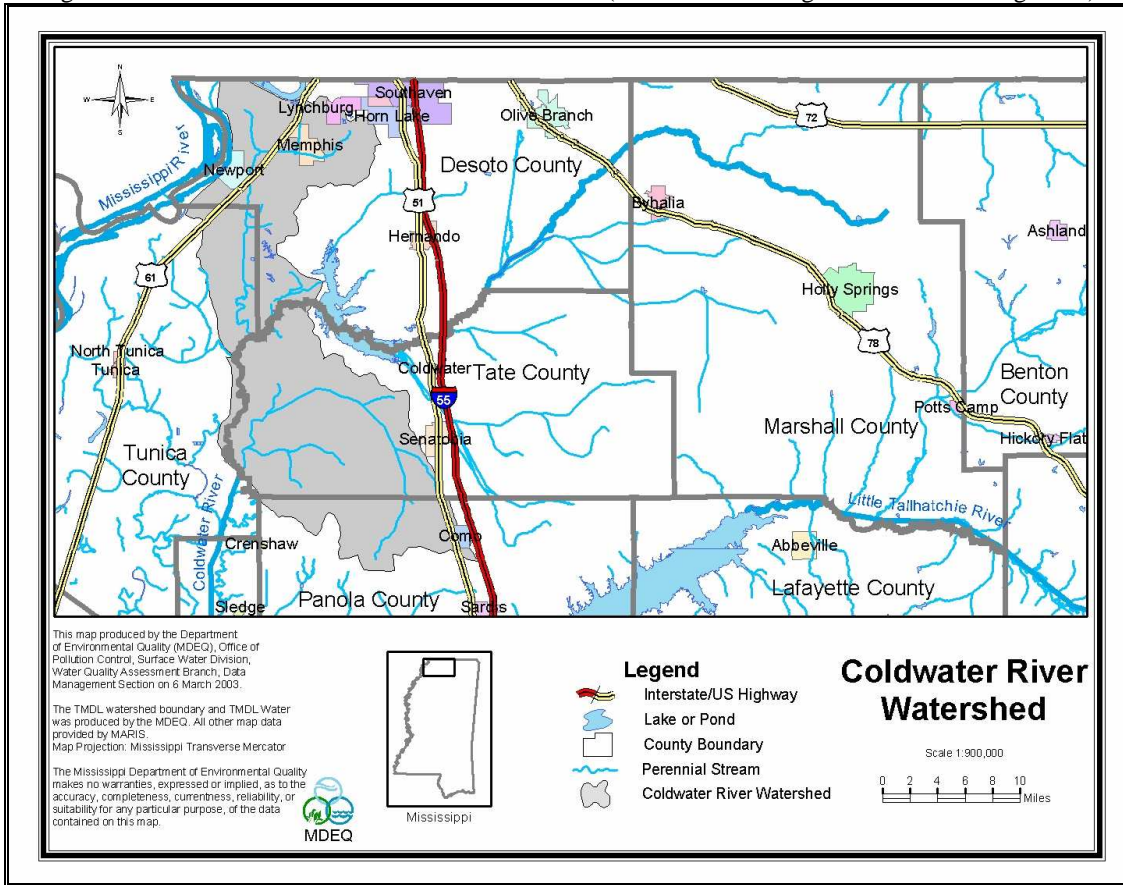 N
W E
S
Southaven
Lynchburg
Horn Lake
Olive Branch
72
Memphis
Desoto County
Mississippi River
Newport
51
Byhalia
Hernando
Ashland
61
Holly Springs
78
North Tunica
Tunica
Coldwater
Tate County
55
Benton
County
Potts Camp
Senatobia
Marshall County
Hickory Flat
Tunica
County
Coldwater River
Little Tallhatchie River
Como
Crenshaw
Abbeville
Lafayette County
Sledge
Panola County
Sardis
This map produced by the Department
of Environmental Quality (MDEQ), Office of
Pollution Control, Surface Water Division,
Water Quality Assessment Branch, Data
Management Section on 6 March 2003.
The TMDL watershed boundary and TMDL Water
was produced by the MDEQ. All other map data
provided by MARIS.
Map Projection: Mississippi Transverse Mercator
The Mississippi Department of Environmental Quality
makes no warranties, expressed or implied, as to the
accuracy, completeness, currentness, reliability, or
suitability for any particular purpose, of the data
contained on this map.
MDEQ
Mississippi
Legend
Interstate/US Highway
Lake or Pond
County Boundary
Perennial Stream
Coldwater River Watershed
Coldwater River
Watershed
Scale 1:900,000
0 2 4 6 8 10
Miles